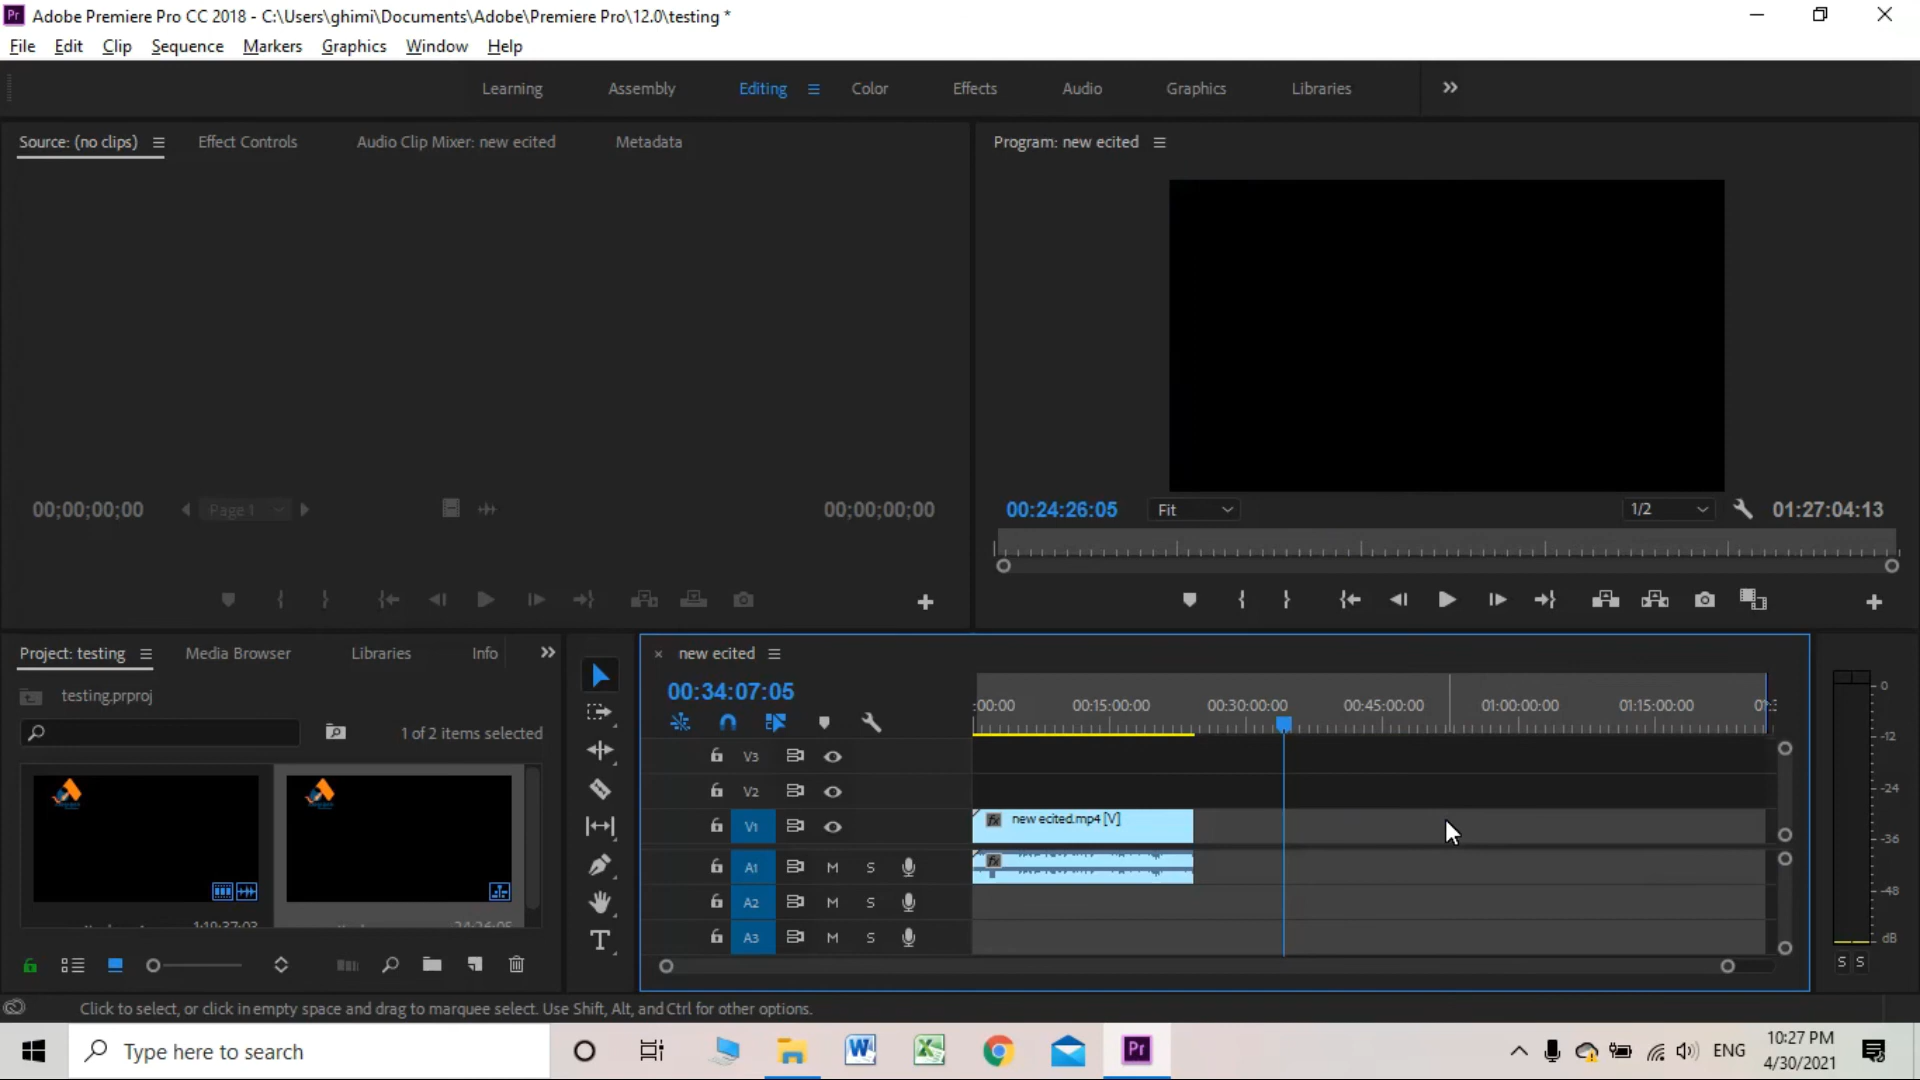 Adobe Premiere Pro CC 2018 - C:\Users\ghimi\Documents\Adobe\Premiere Pro\12.0\testing *
File Edit Clip Sequence Markers Graphics Window Help
Learning Assembly Editing Color Effects Audio Graphics Libraries
Source: (no clips) Effect Controls Audio Clip Mixer: new ecited Metadata
Program: new ecited
00;00;00;00 Page 1 00;00;00;00
00:24:26:05 Fit 1/2 01:27:04:13
Project: testing Media Browser Libraries Info
new ecited
testing.prproj
00:34:07:05
:00:00 00:15:00:00 00:30:00:00 00:45:00:00 01:00:00:00 01:15:00:00
1 of 2 items selected
V3
V2
V1 new ecited.mp4 [V]
A1 M S
A2 M S
A3 M S
0
-12
-24
-36
-48
dB
S S
Click to select, or click in empty space and drag to marquee select. Use Shift, Alt, and Ctrl for other options.
Type here to search
ENG
10:27 PM
4/30/2021